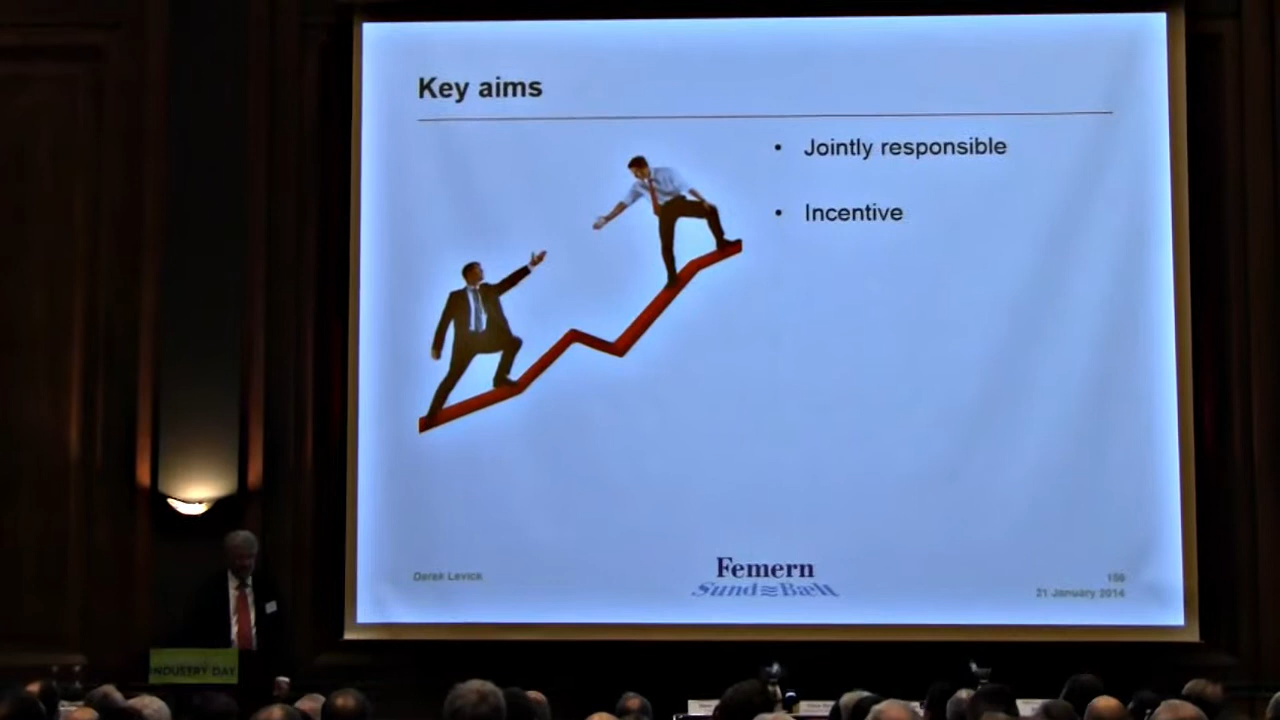 Key aims
• Jointly responsible
• Incentive
Derek Levick
Femern
Sund≈Bælt
21 January 2014
INDUSTRY DAY